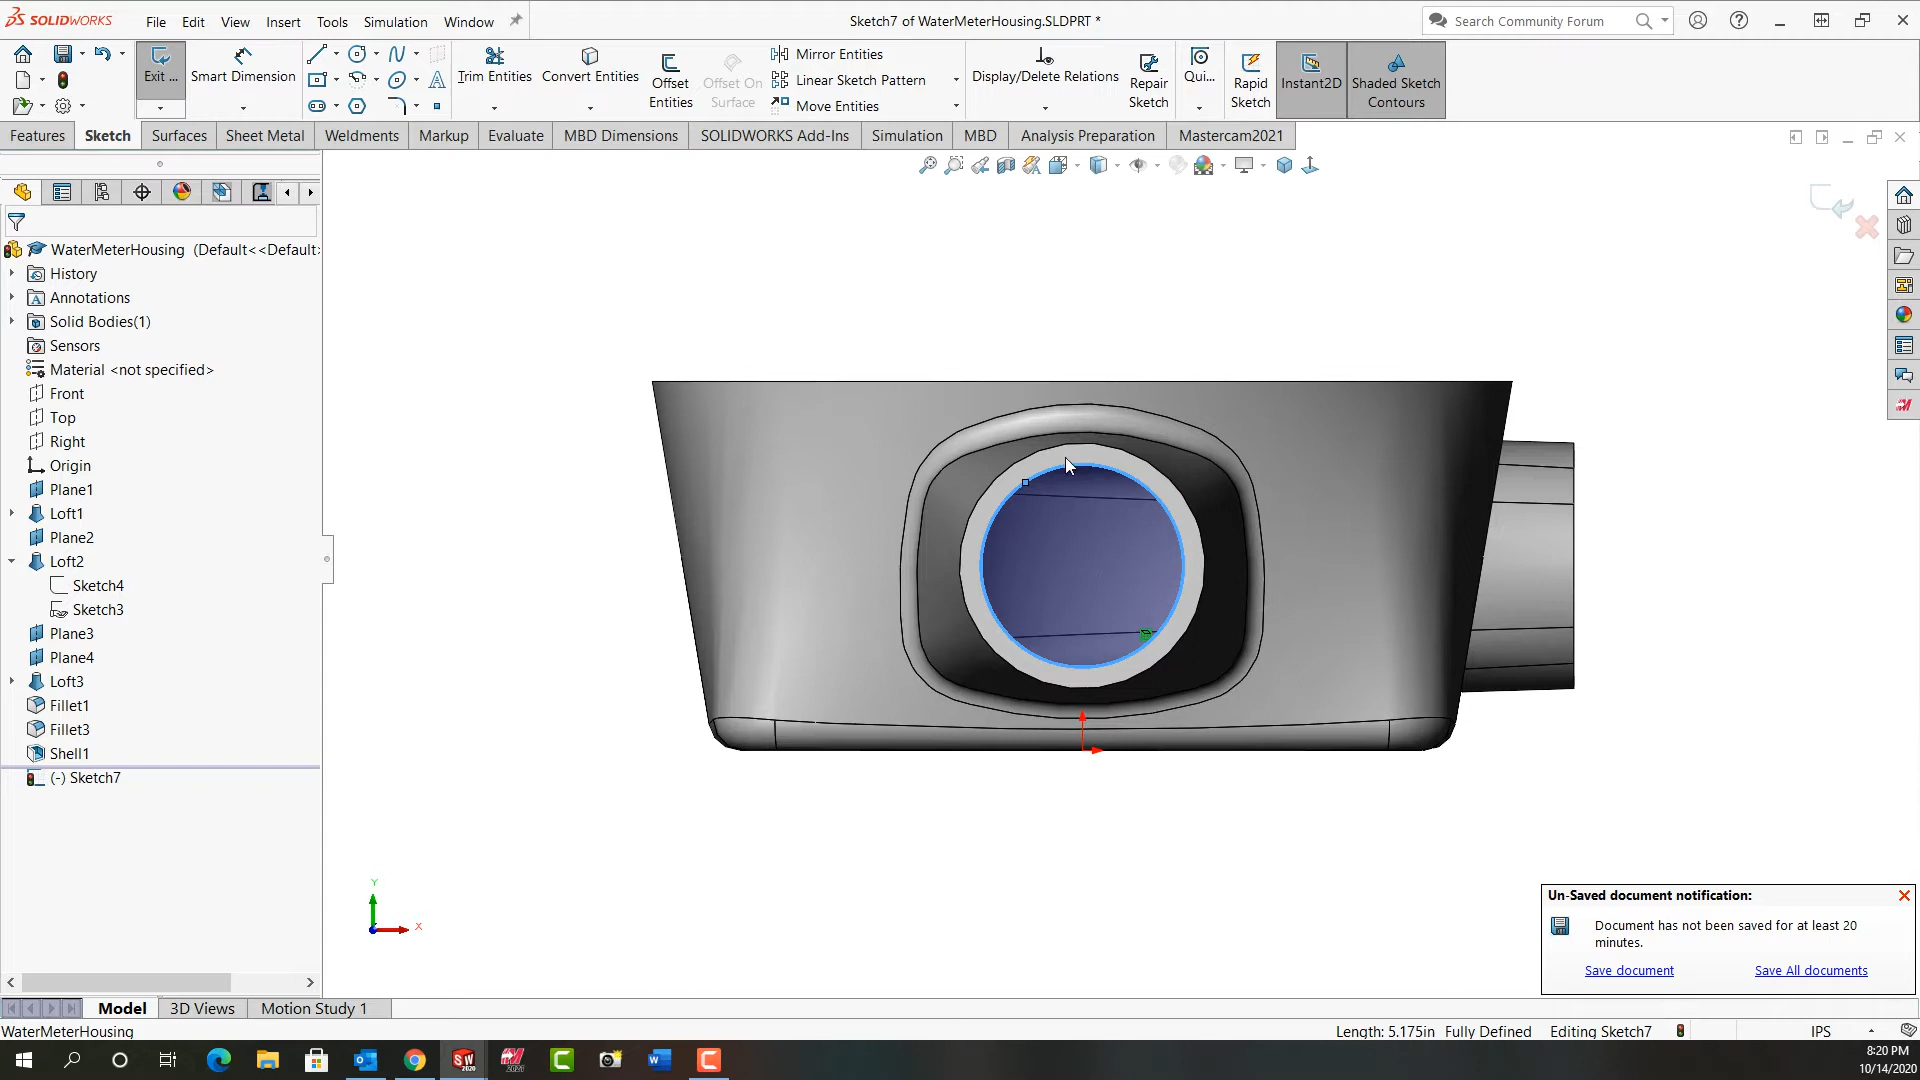 SOLIDWORKS
File Edit View Insert Tools Simulation Window
Sketch7 of WaterMeterHousing.SLDPRT *
Search Community Forum
Exit ...
Smart Dimension
Trim Entities
Convert Entities
Offset Entities
Offset On Surface
Mirror Entities
Linear Sketch Pattern
Move Entities
Display/Delete Relations
Repair Sketch
Qui...
Rapid Sketch
Instant2D
Shaded Sketch Contours
Features Sketch Surfaces Sheet Metal Weldments Markup Evaluate MBD Dimensions SOLIDWORKS Add-Ins Simulation MBD Analysis Preparation Mastercam2021
WaterMeterHousing (Default<<Default>
History
Annotations
Solid Bodies(1)
Sensors
Material <not specified>
Front
Top
Right
Origin
Plane1
Loft1
Plane2
Loft2
Sketch4
Sketch3
Plane3
Plane4
Loft3
Fillet1
Fillet3
Shell1
(-) Sketch7
Y
X
Un-Saved document notification:
Document has not been saved for at least 20
minutes.
Save document Save All documents
Model 3D Views Motion Study 1
WaterMeterHousing
Length: 5.175in Fully Defined Editing Sketch7 IPS
8:20 PM
10/14/2020